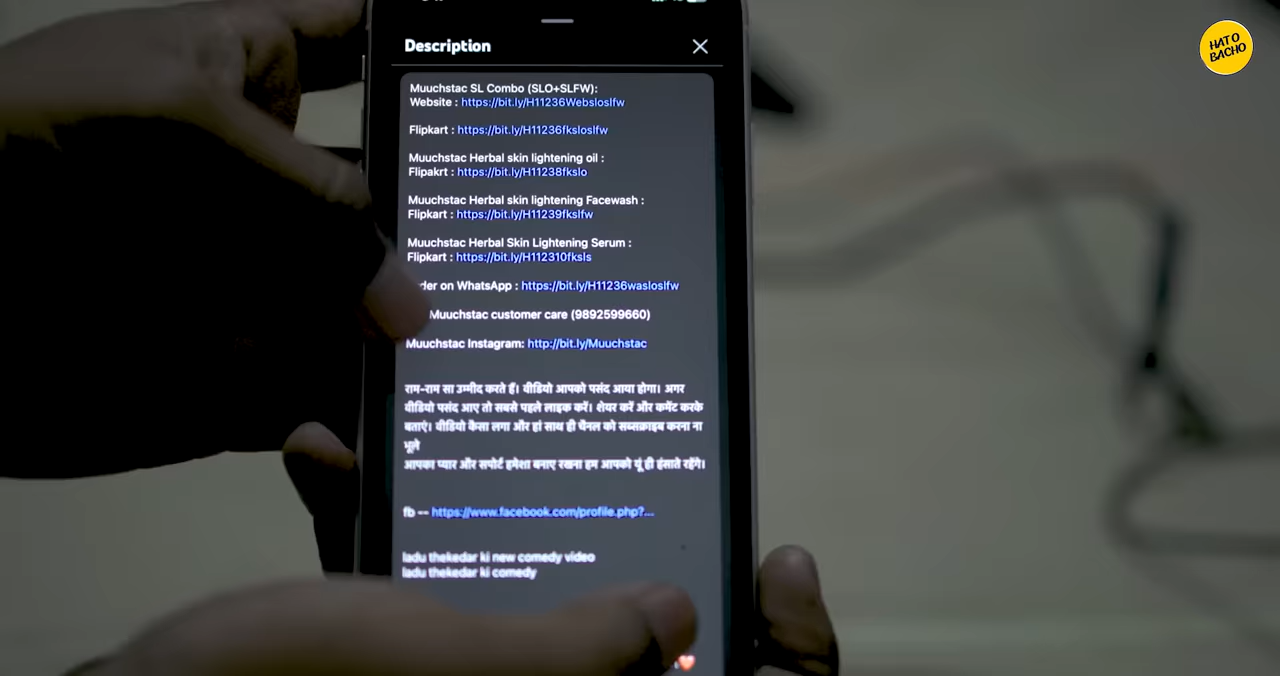 HATO
BACHO
Description
Muuchstac SL Combo (SLO+SLFW):
Website : https://bit.ly/H11236Websloslfw
Flipkart : https://bit.ly/H11236fksloslfw
Muuchstac Herbal skin lightening oil :
Flipakrt : https://bit.ly/H11238fkslo
Muuchstac Herbal skin lightening Facewash :
Flipkart : https://bit.ly/H11239fkslfw
Muuchstac Herbal Skin Lightening Serum :
Flipkart : https://bit.ly/H112310fksls
on WhatsApp : https://bit.ly/H11236wasloslfw
Muuchstac customer care (9892599660)
Muuchstac Instagram: http://bit.ly/Muuchstac
राम-राम सा उम्मीद करते हैं। वीडियो आपको पसंद आया होगा। अगर
वीडियो पसंद आए तो सबसे पहले लाइक करें। शेयर करें और कमेंट करके
बताएं। वीडियो कैसा लगा और हां साथ ही चैनल को सब्सक्राइब करना ना
भूले
आपका प्यार और सपोर्ट हमेशा बनाए रखना हम आपको यूं ही हंसाते रहेंगे।
fb -- https://www.facebook.com/profile.php?...
ladu thekedar ki new comedy video
ladu thekedar ki comedy